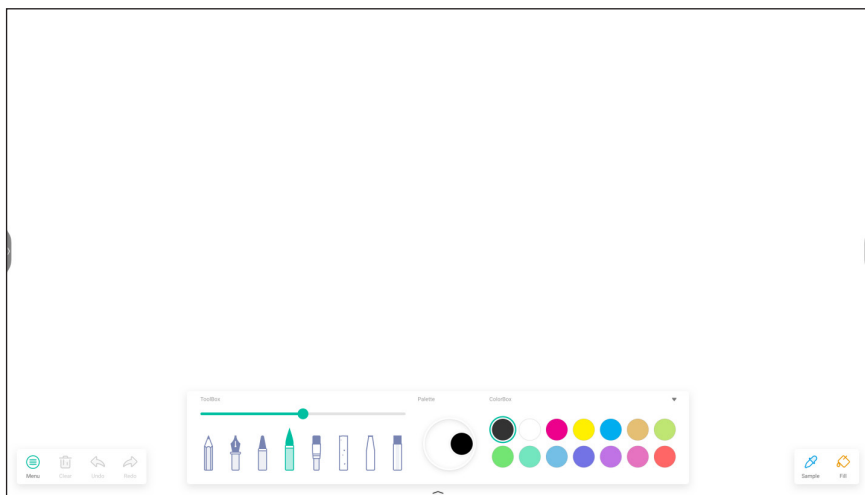 ToolBox
Palette
ColorBox
Menu
Clear
Undo
Redo
Sample
Fill